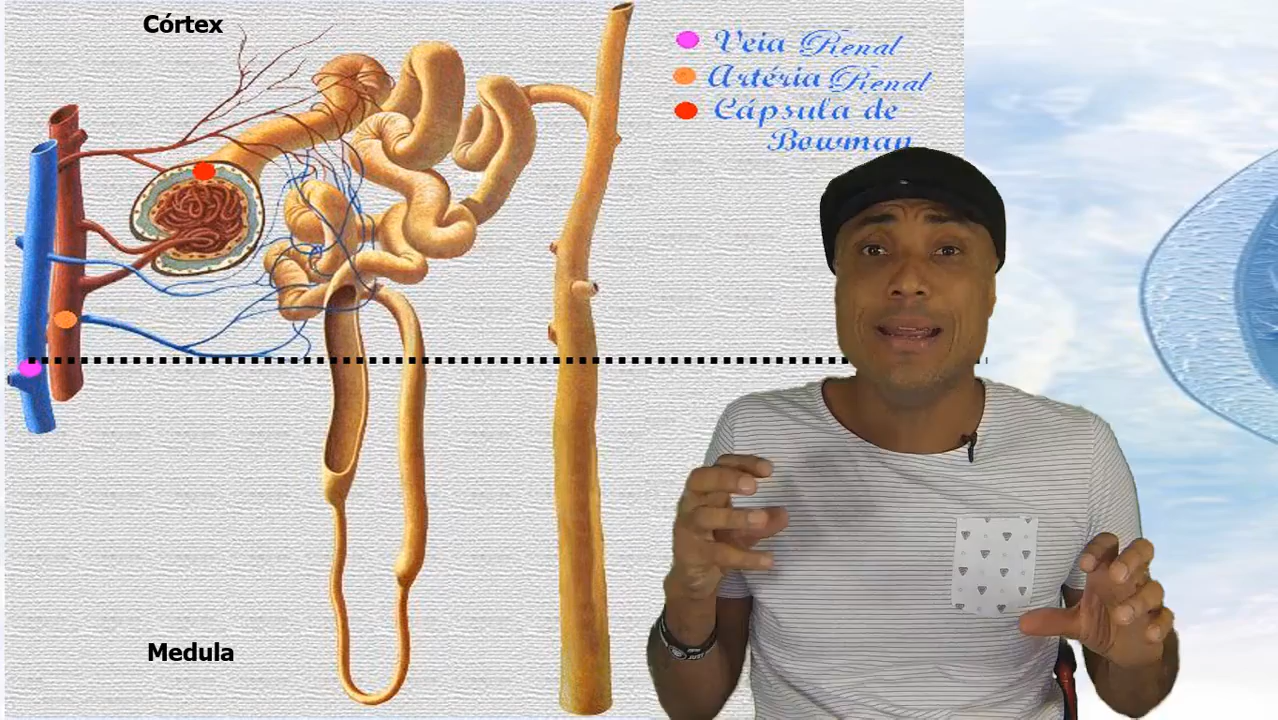 Córtex
Veia Renal
Artéria Renal
Cápsula de
Bowman
Medula